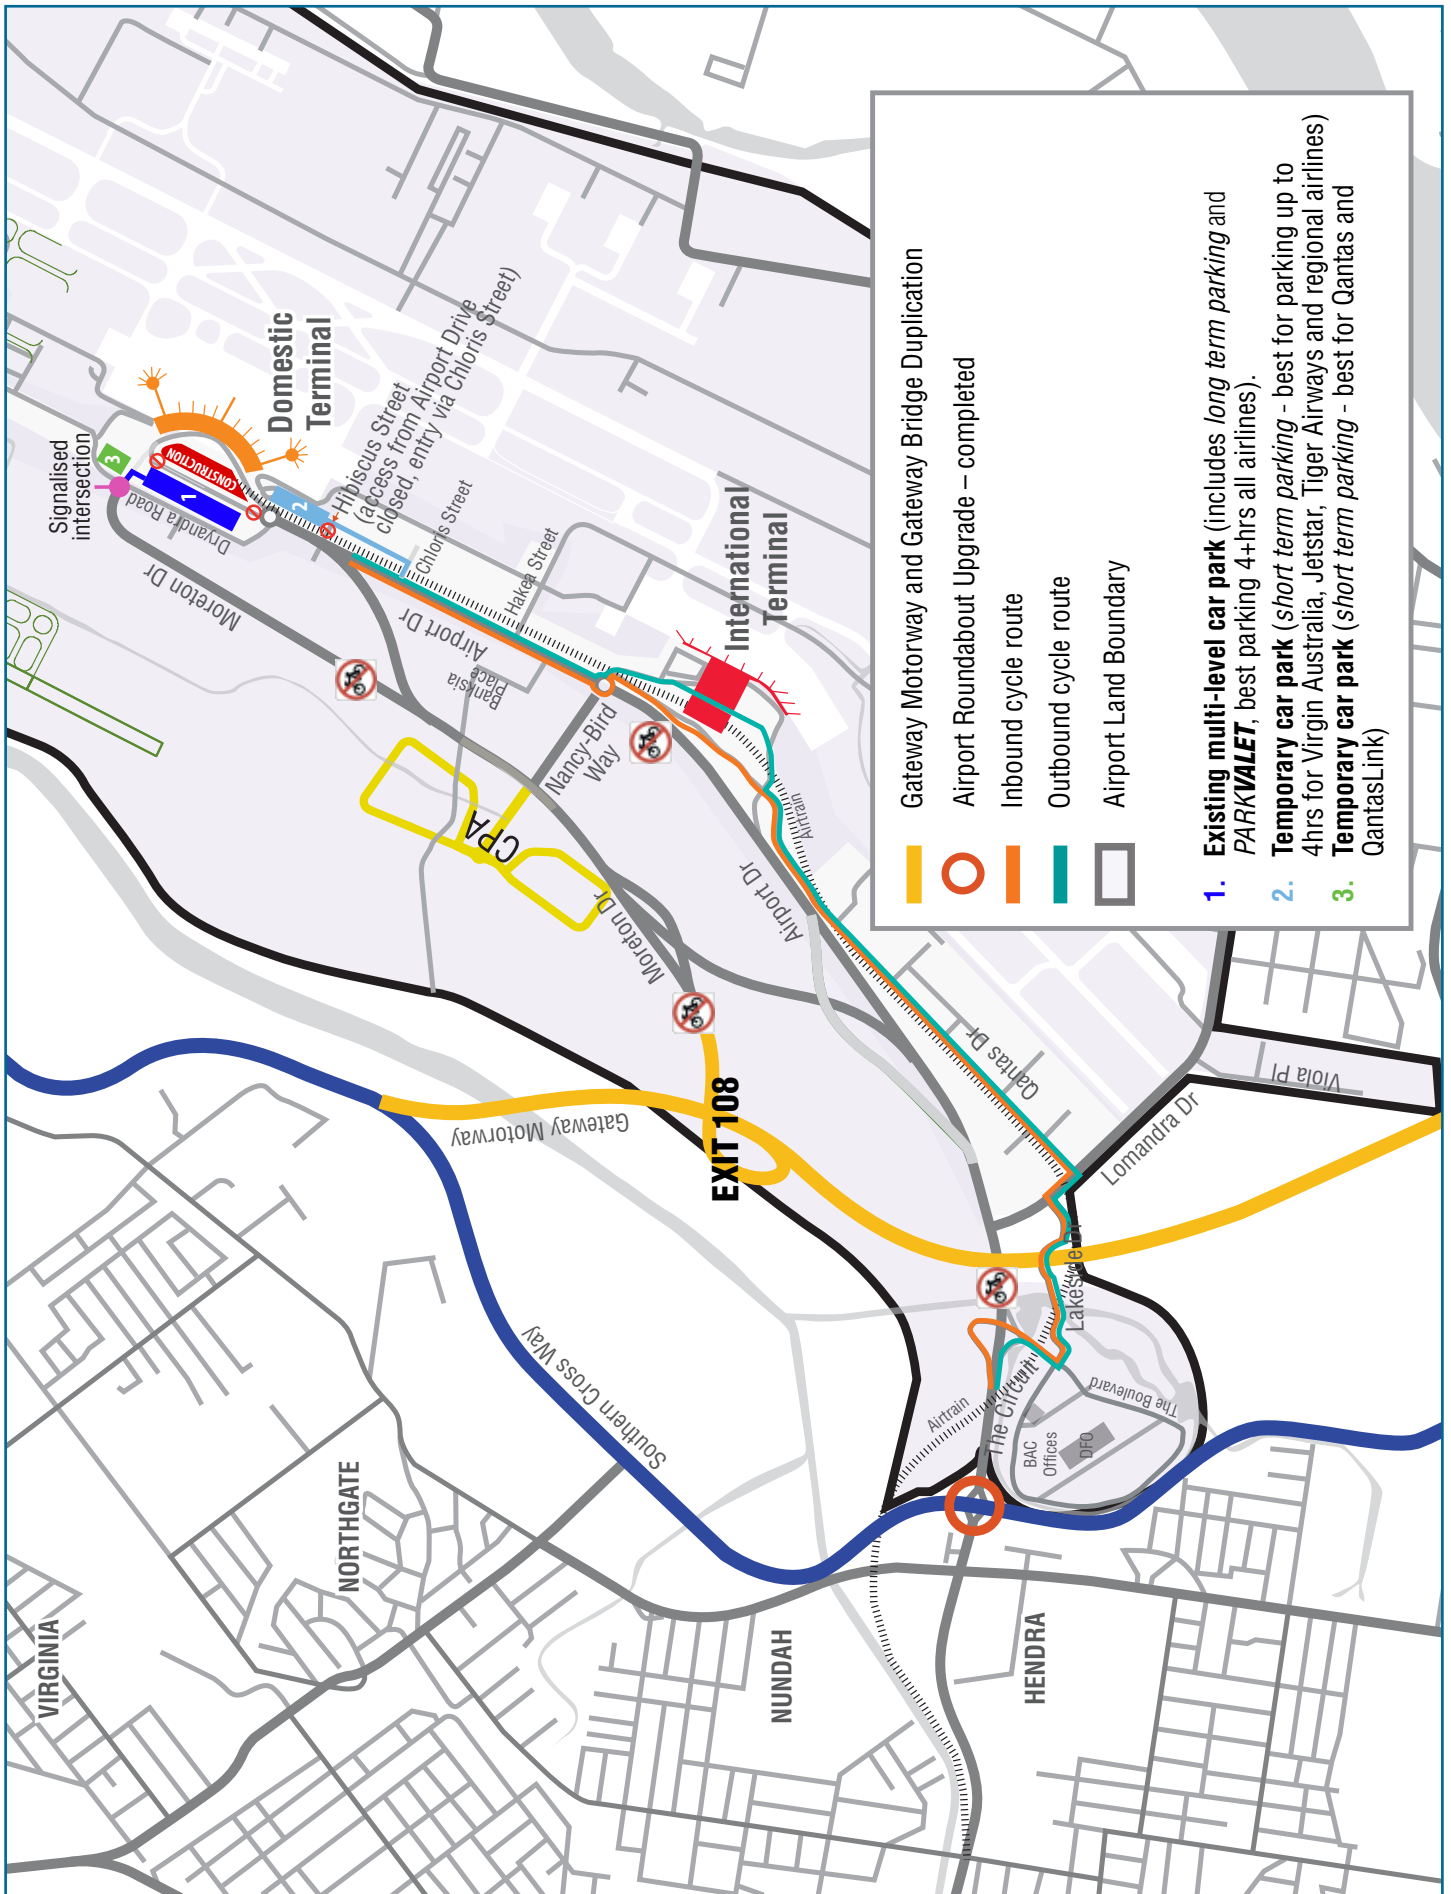 VIRGINIA
NORTHGATE
NUNDAH
HENDRA
Southern Cross Way
Gateway Motorway
EXIT 108
Airtrain
The Circuit
BAC
Offices
DFO
The Boulevard
Lakeside Dr
Lomandra Dr
Viola Pl
Qantas Dr
Airport Dr
Moreton Dr
CPA
Nancy-Bird
Way
Airtrain
Banksia
Place
Airport Dr
Hakea Street
Chloris Street
International
Terminal
Moreton Dr
Dryandra Road
Signalised
intersection
1
2
3
CONSTRUCTION
Domestic
Terminal
Hibiscus Street
(access from Airport Drive
closed, entry via Chloris Street)
Gateway Motorway and Gateway Bridge Duplication
Airport Roundabout Upgrade – completed
Inbound cycle route
Outbound cycle route
Airport Land Boundary
1. Existing multi-level car park (includes long term parking and
PARKVALET, best parking 4+hrs all airlines).
2. Temporary car park (short term parking - best for parking up to
4hrs for Virgin Australia, Jetstar, Tiger Airways and regional airlines)
3. Temporary car park (short term parking - best for Qantas and
QantasLink)